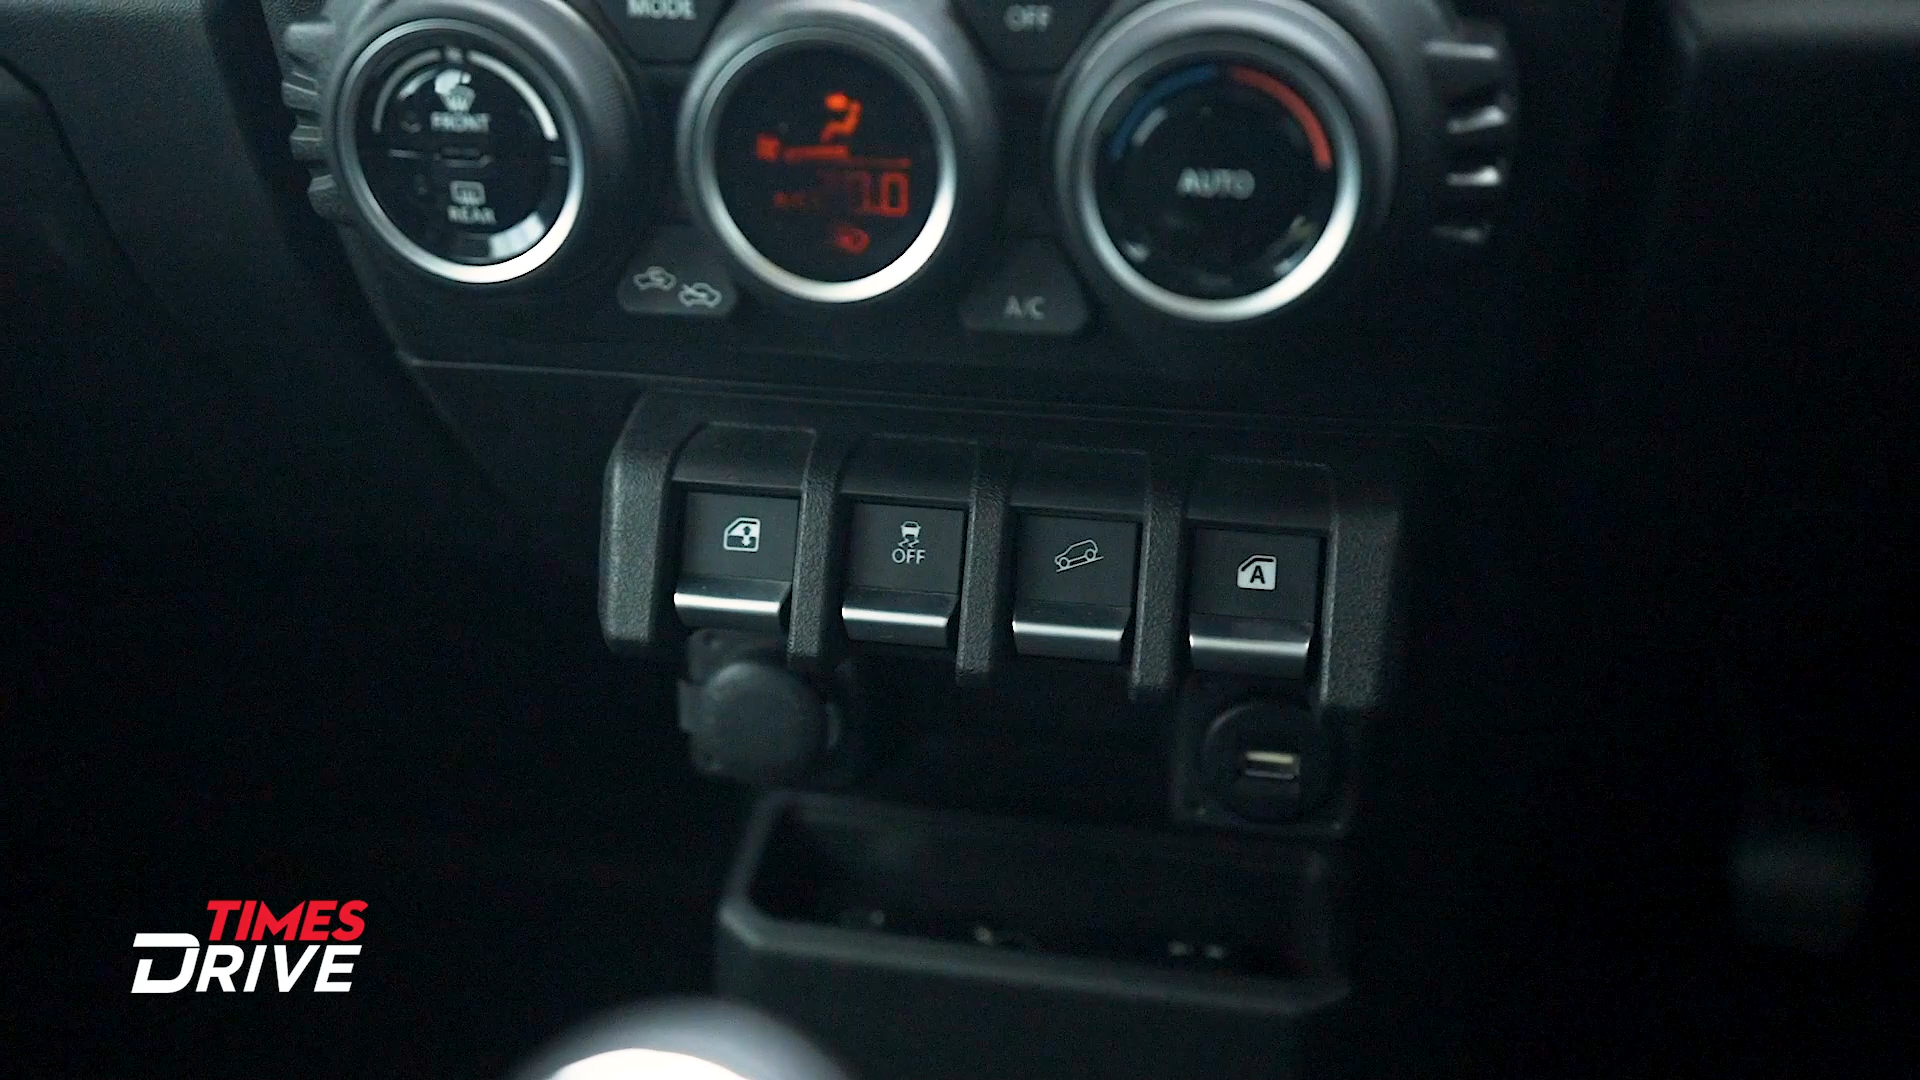 MODE
OFF
FRONT
REAR
AUTO
A/C
OFF
A
TIMES
DRIVE